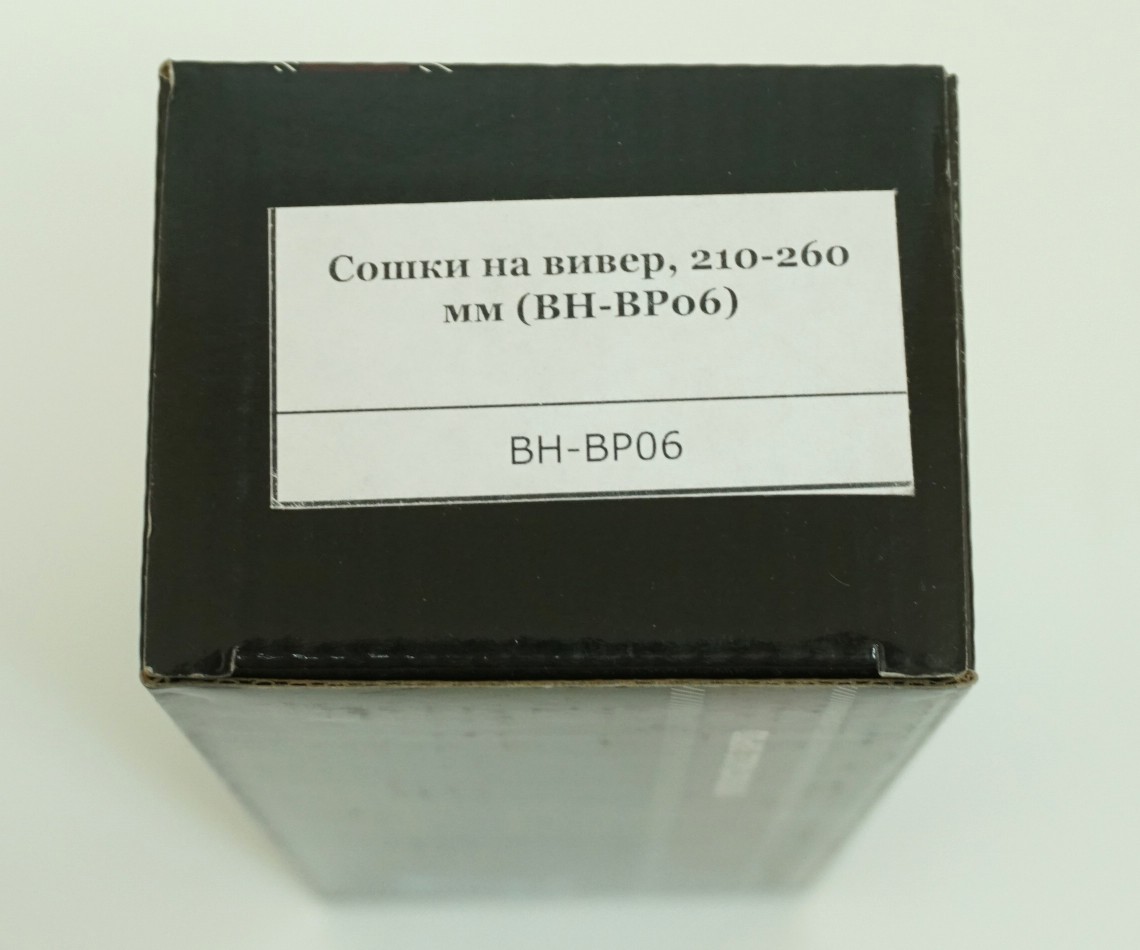 Сошки на вивер, 210-260
мм (BH-BP06)
BH-BP06